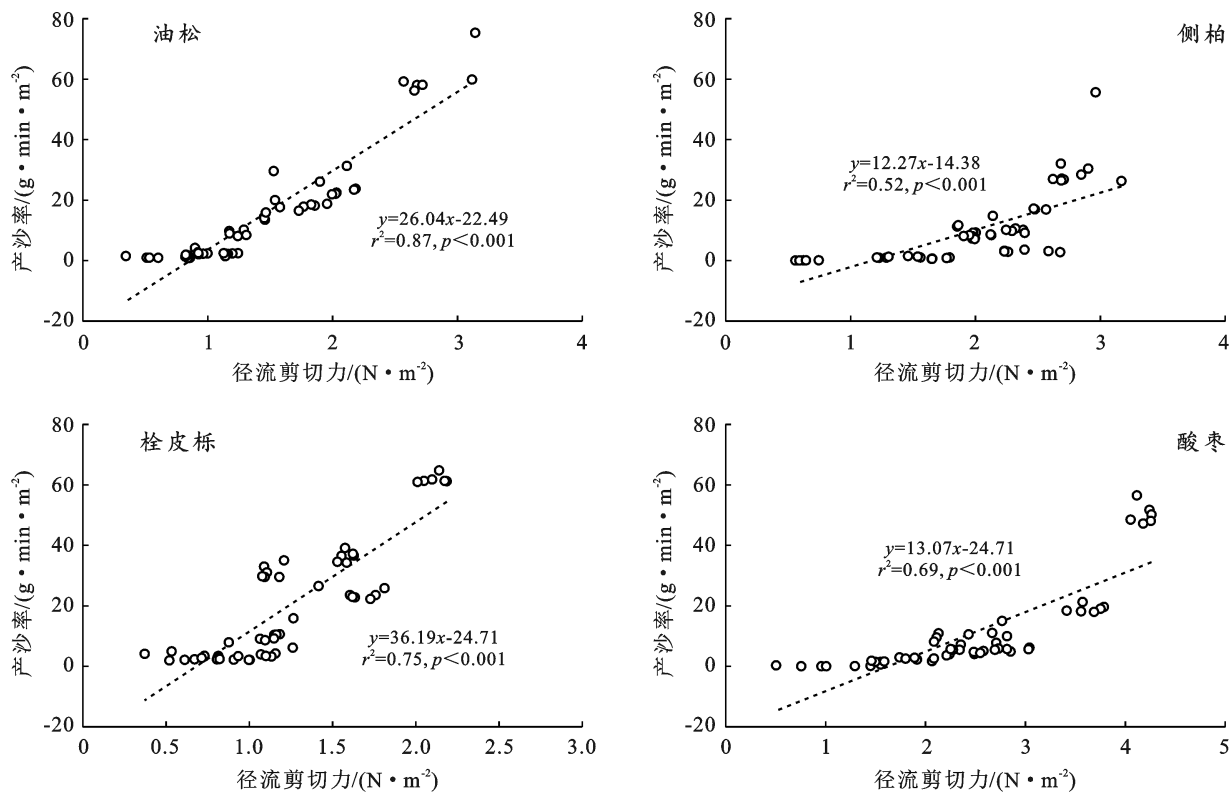 油松
80
60
40
20
0
-20
产沙率/(g·min·m⁻²)
y=26.04x-22.49
r²=0.87, p<0.001
0 1 2 3 4
径流剪切力/(N·m⁻²)
侧柏
80
60
40
20
0
-20
产沙率/(g·min·m⁻²)
y=12.27x-14.38
r²=0.52, p<0.001
0 1 2 3 4
径流剪切力/(N·m⁻²)
栓皮栎
80
60
40
20
0
-20
产沙率/(g·min·m⁻²)
y=36.19x-24.71
r²=0.75, p<0.001
0 0.5 1.0 1.5 2.0 2.5 3.0
径流剪切力/(N·m⁻²)
酸枣
80
60
40
20
0
-20
产沙率/(g·min·m⁻²)
y=13.07x-24.71
r²=0.69, p<0.001
0 1 2 3 4 5
径流剪切力/(N·m⁻²)